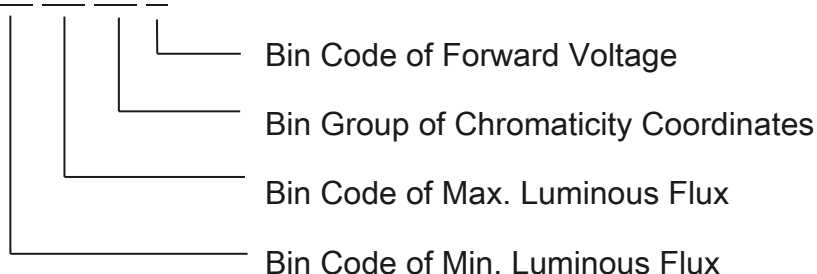 Bin Code of Forward Voltage
Bin Group of Chromaticity Coordinates
Bin Code of Max. Luminous Flux
Bin Code of Min. Luminous Flux